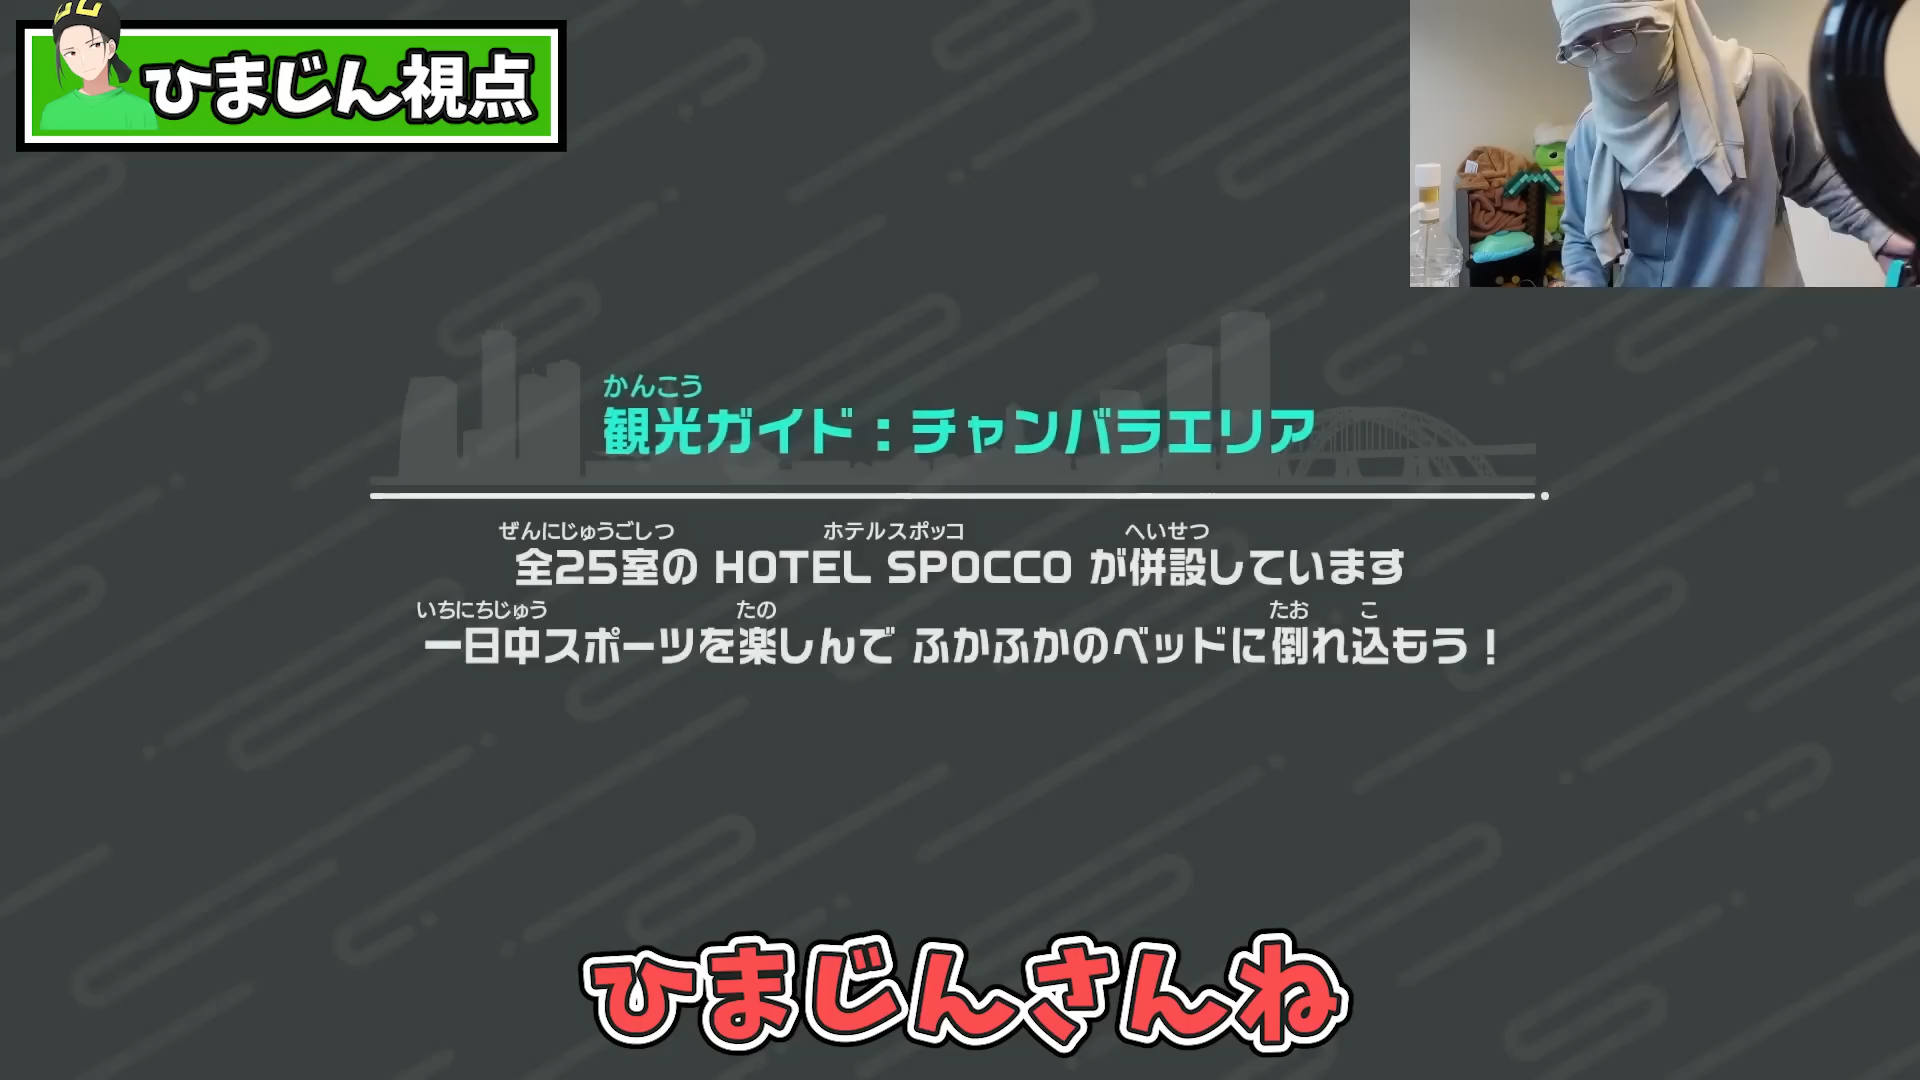 ひまじん視点
かんこう
観光ガイド：チャンバラエリア
ぜんにじゅうごしつ ホテルスポッコ へいせつ
全25室の HOTEL SPOCCO が併設しています
いちにちじゅう たの たお こ
一日中スポーツを楽しんで ふかふかのベッドに倒れ込もう！
ひまじんさんね